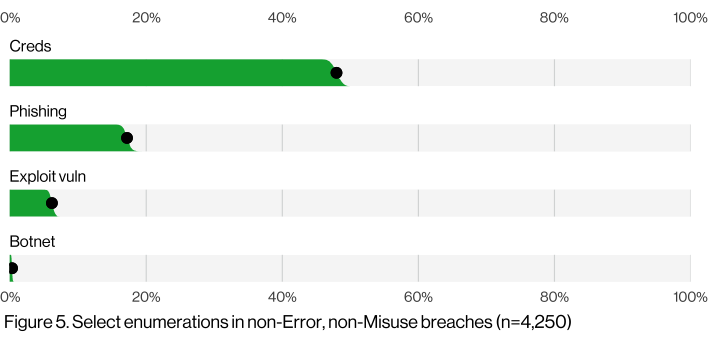 0% 20% 40% 60% 80% 100%
Creds
Phishing
Exploit vuln
Botnet
0% 20% 40% 60% 80% 100%
Figure 5. Select enumerations in non-Error, non-Misuse breaches (n=4,250)